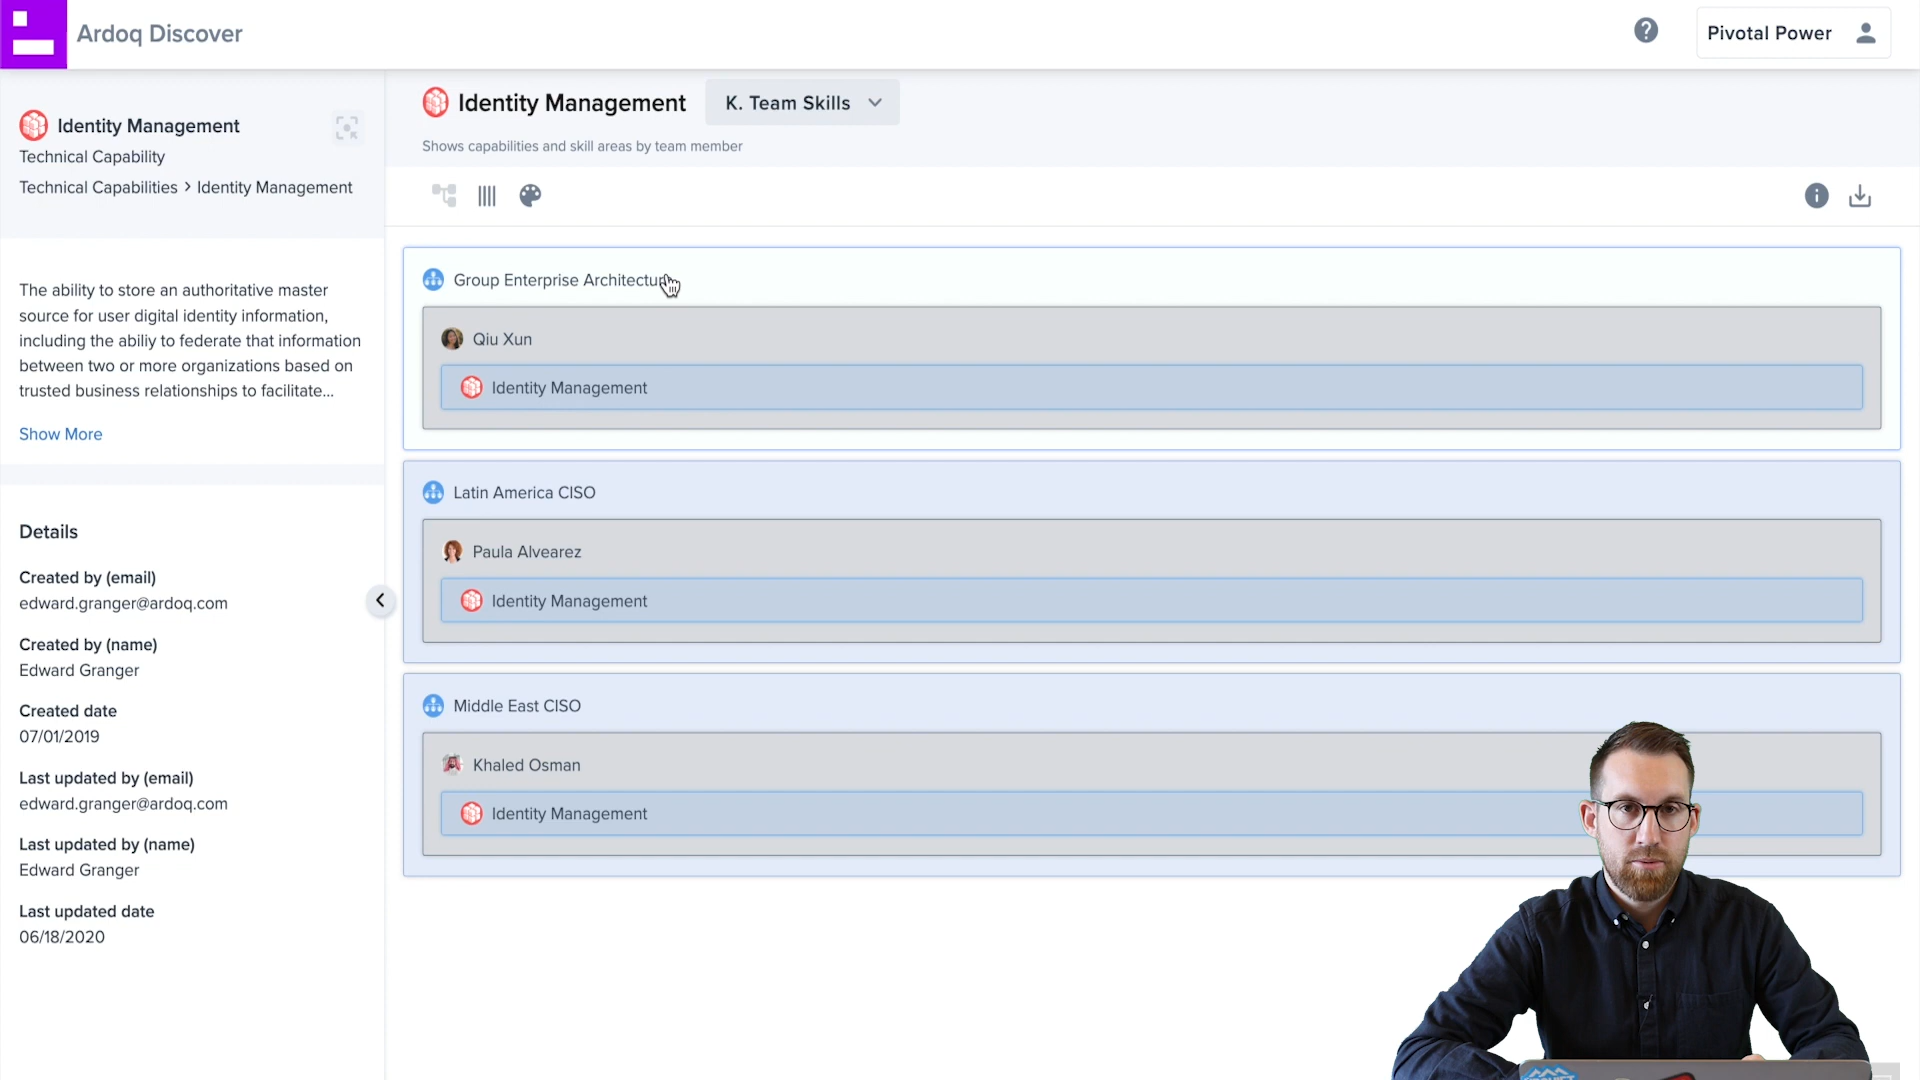 Ardoq Discover
Pivotal Power
Identity Management
Technical Capability
Technical Capabilities > Identity Management
The ability to store an authoritative master
source for user digital identity information,
including the abiliy to federate that information
between two or more organizations based on
trusted business relationships to facilitate...
Show More
Details
Created by (email)
edward.granger@ardoq.com
Created by (name)
Edward Granger
Created date
07/01/2019
Last updated by (email)
edward.granger@ardoq.com
Last updated by (name)
Edward Granger
Last updated date
06/18/2020
Identity Management
K. Team Skills
Shows capabilities and skill areas by team member
Group Enterprise Architecture
Qiu Xun
Identity Management
Latin America CISO
Paula Alvearez
Identity Management
Middle East CISO
Khaled Osman
Identity Management